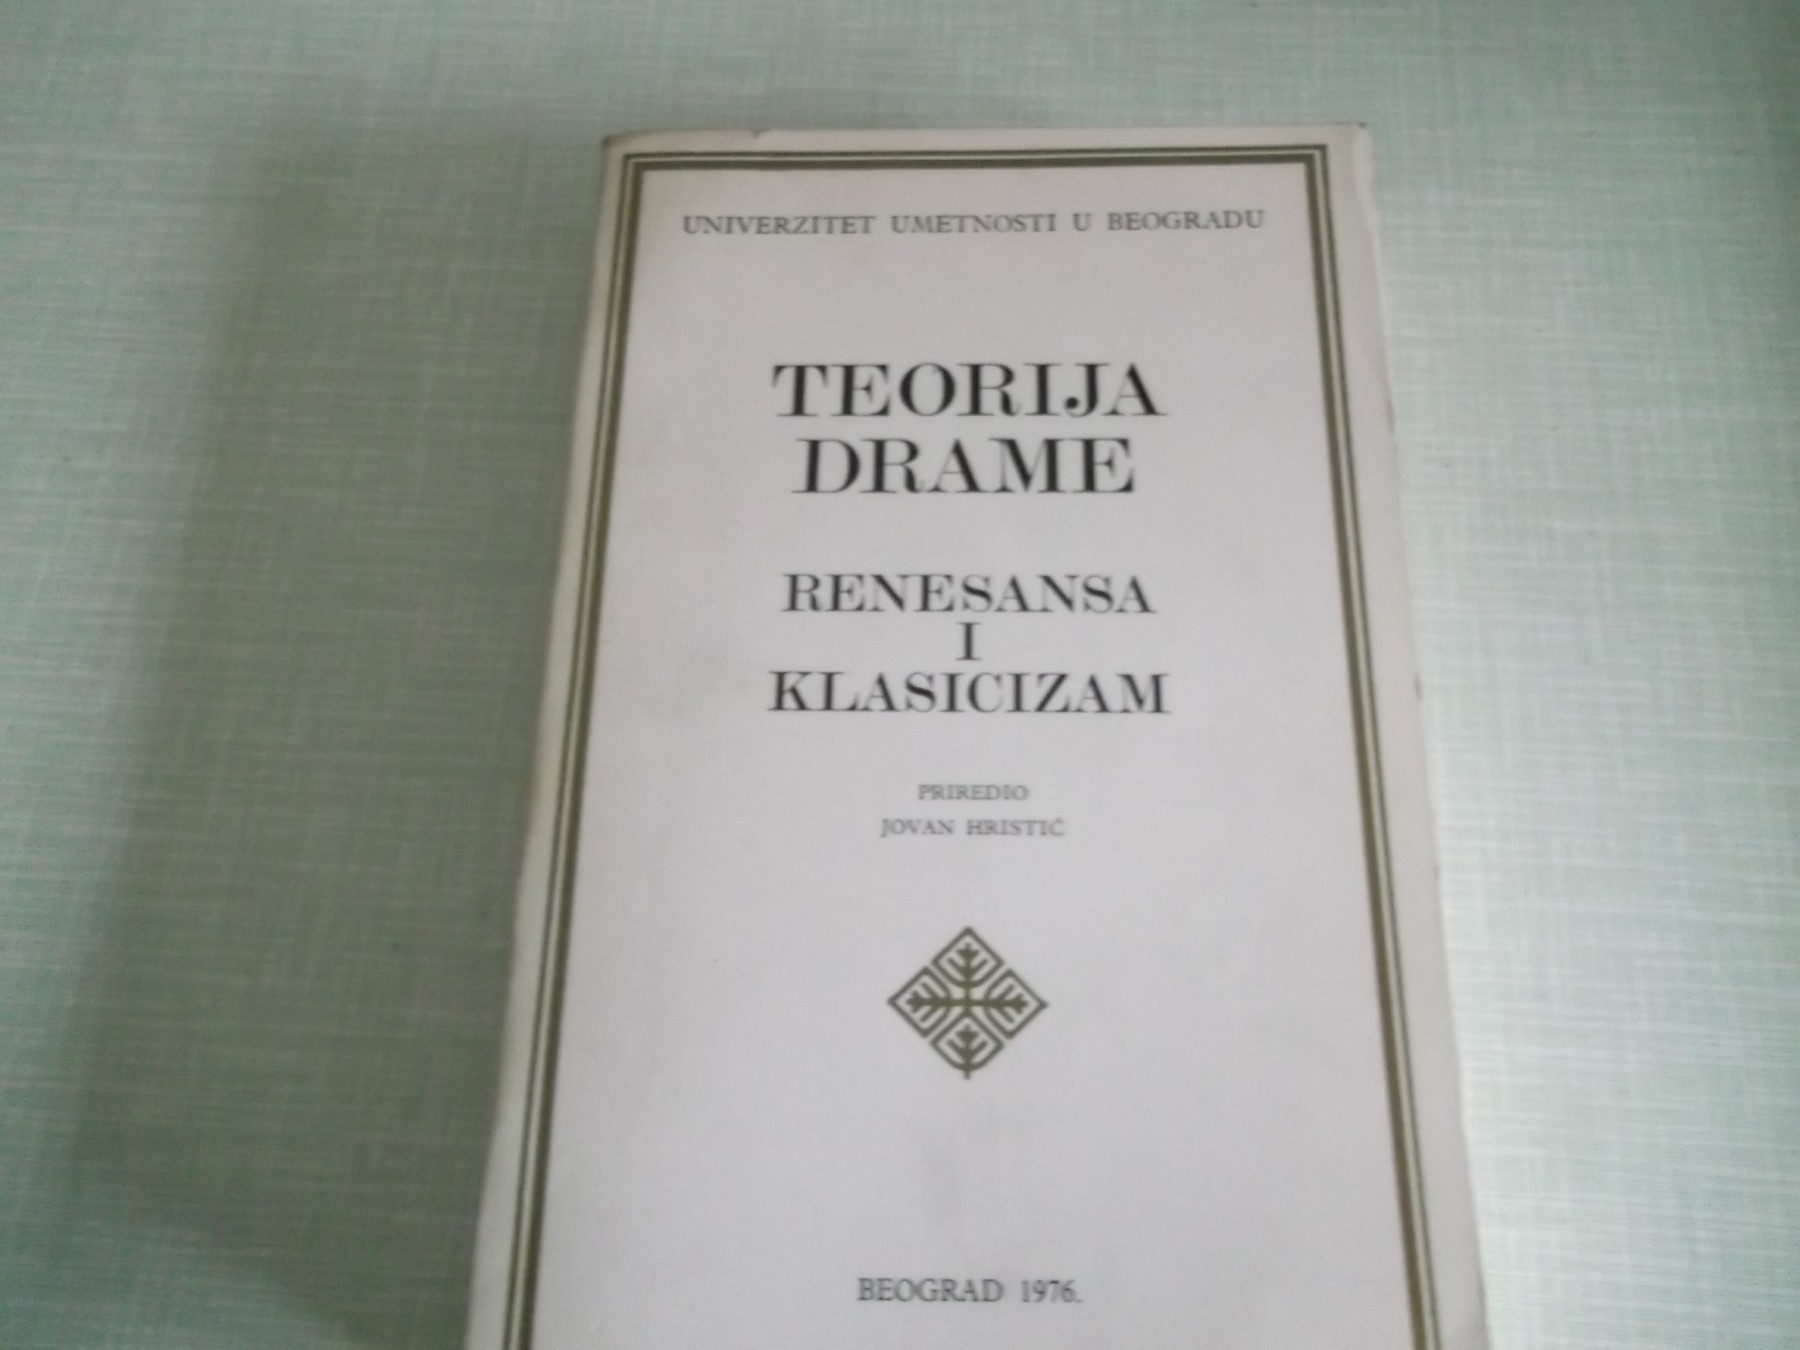 UNIVERZITET UMETNOSTI U BEOGRADU
TEORIJA
DRAME
RENESANSA
I
KLASICIZAM
PRIREDIO
JOVAN HRISTIĆ
BEOGRAD 1976.